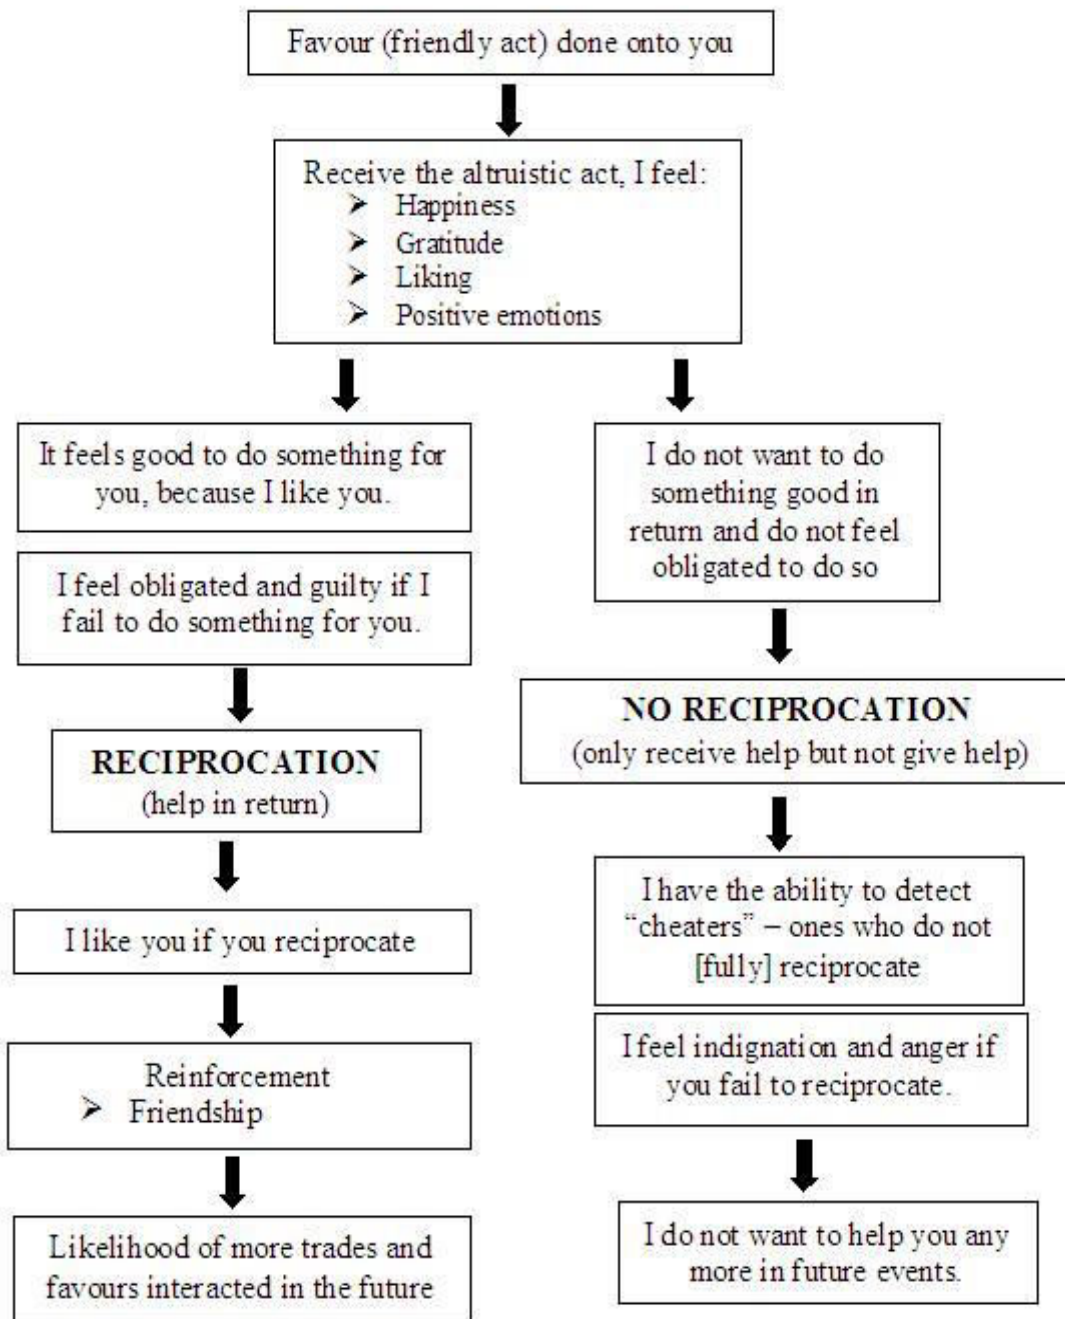 Favour (friendly act) done onto you
Receive the altruistic act, I feel:
➢ Happiness
➢ Gratitude
➢ Liking
➢ Positive emotions
It feels good to do something for
you, because I like you.
I feel obligated and guilty if I
fail to do something for you.
RECIPROCATION
(help in return)
I like you if you reciprocate
Reinforcement
➢ Friendship
Likelihood of more trades and
favours interacted in the future
I do not want to do
something good in
return and do not feel
obligated to do so
NO RECIPROCATION
(only receive help but not give help)
I have the ability to detect
“cheaters” – ones who do not
[fully] reciprocate
I feel indignation and anger if
you fail to reciprocate.
I do not want to help you any
more in future events.